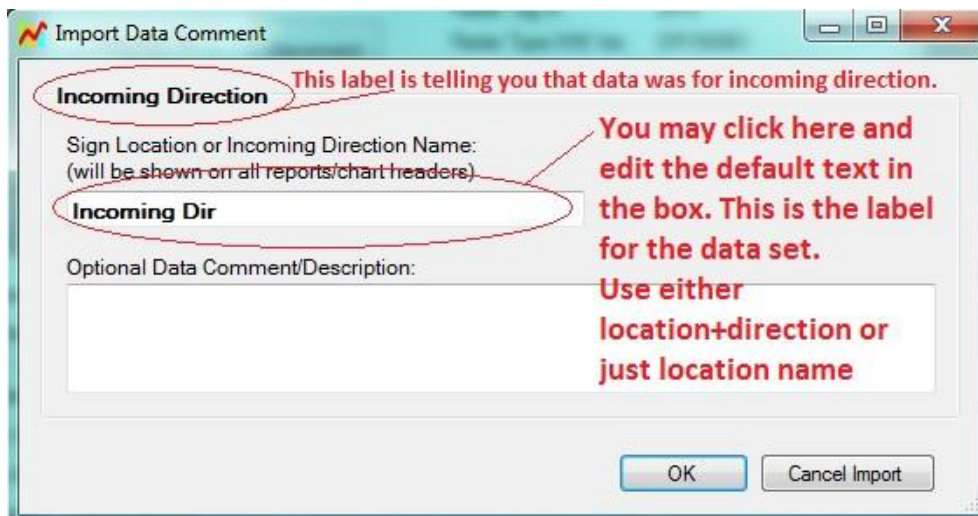 Import Data Comment
Incoming Direction
This label is telling you that data was for incoming direction.
Sign Location or Incoming Direction Name:
(will be shown on all reports/chart headers)
Incoming Dir
You may click here and
edit the default text in
the box. This is the label
for the data set.
Use either
location+direction or
just location name
Optional Data Comment/Description:
OK
Cancel Import